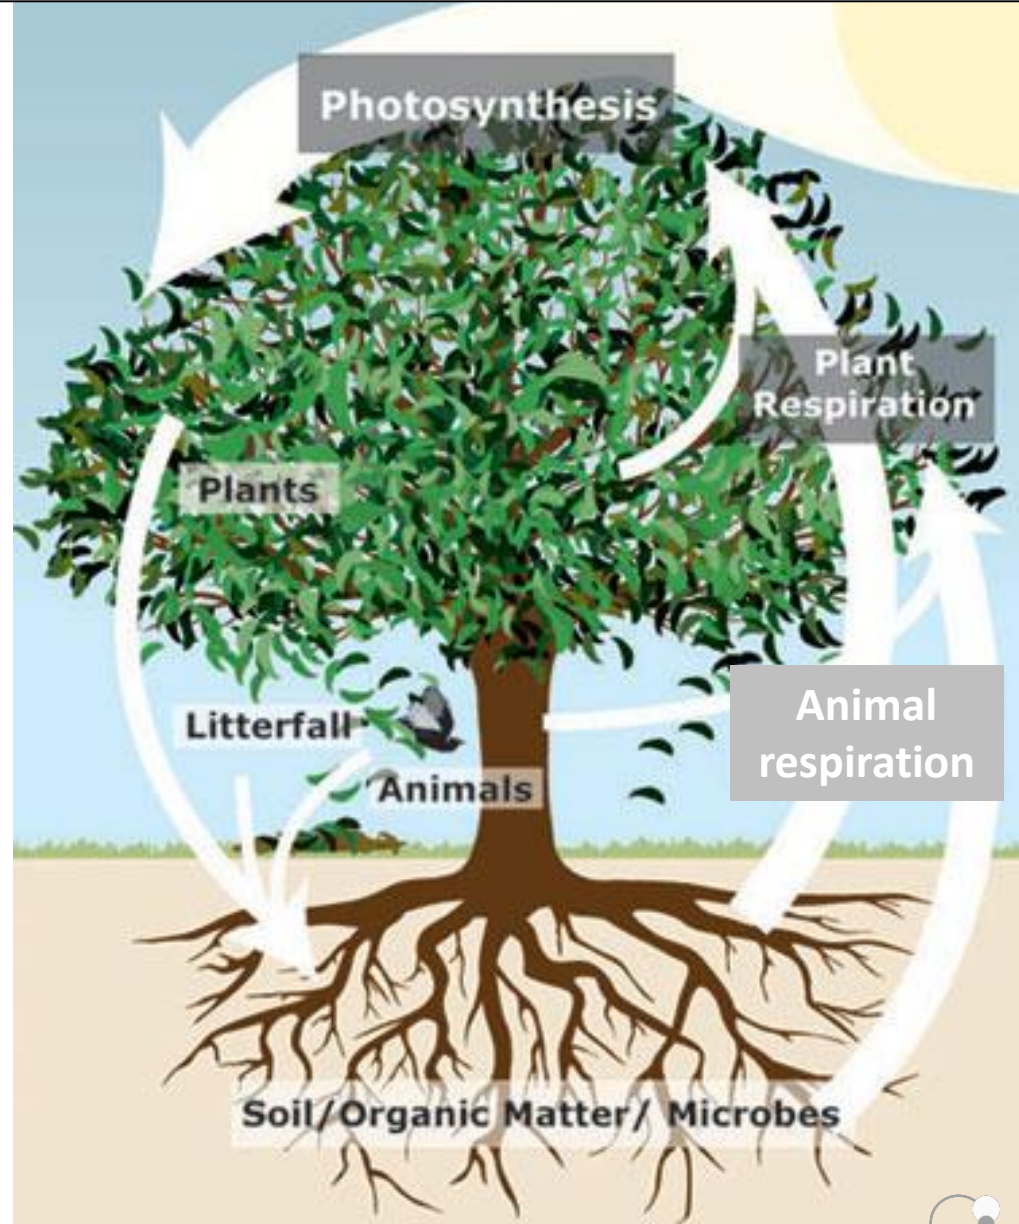 Photosynthesis
Plant
Respiration
Plants
Litterfall
Animal
respiration
Animals
Soil/Organic Matter/ Microbes